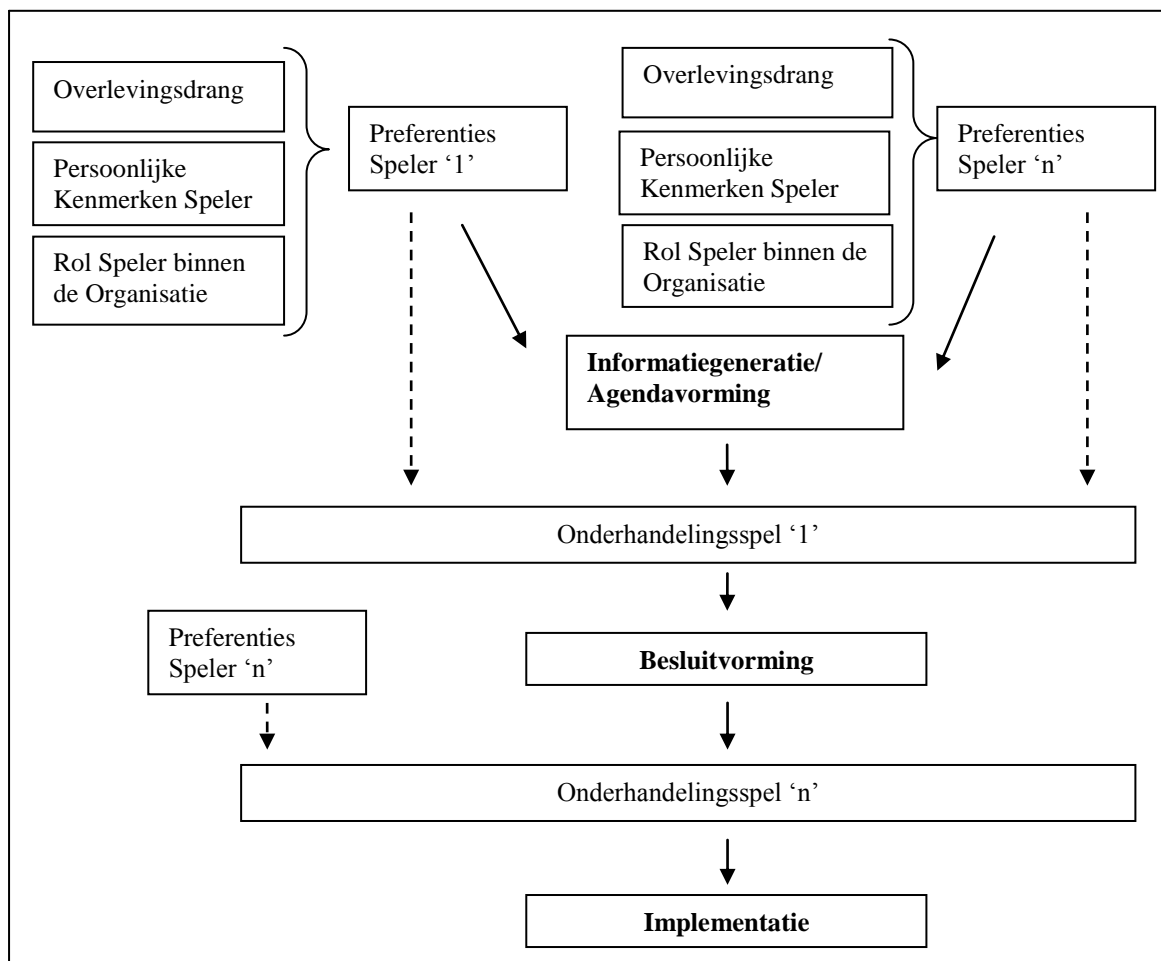 Overlevingsdrang
Persoonlijke
Kenmerken Speler
Rol Speler binnen
de Organisatie
Preferenties
Speler ‘1’
Overlevingsdrang
Persoonlijke
Kenmerken Speler
Rol Speler binnen de
Organisatie
Preferenties
Speler ‘n’
Informatiegeneratie/
Agendavorming
Onderhandelingsspel ‘1’
Preferenties
Speler ‘n’
Besluitvorming
Onderhandelingsspel ‘n’
Implementatie